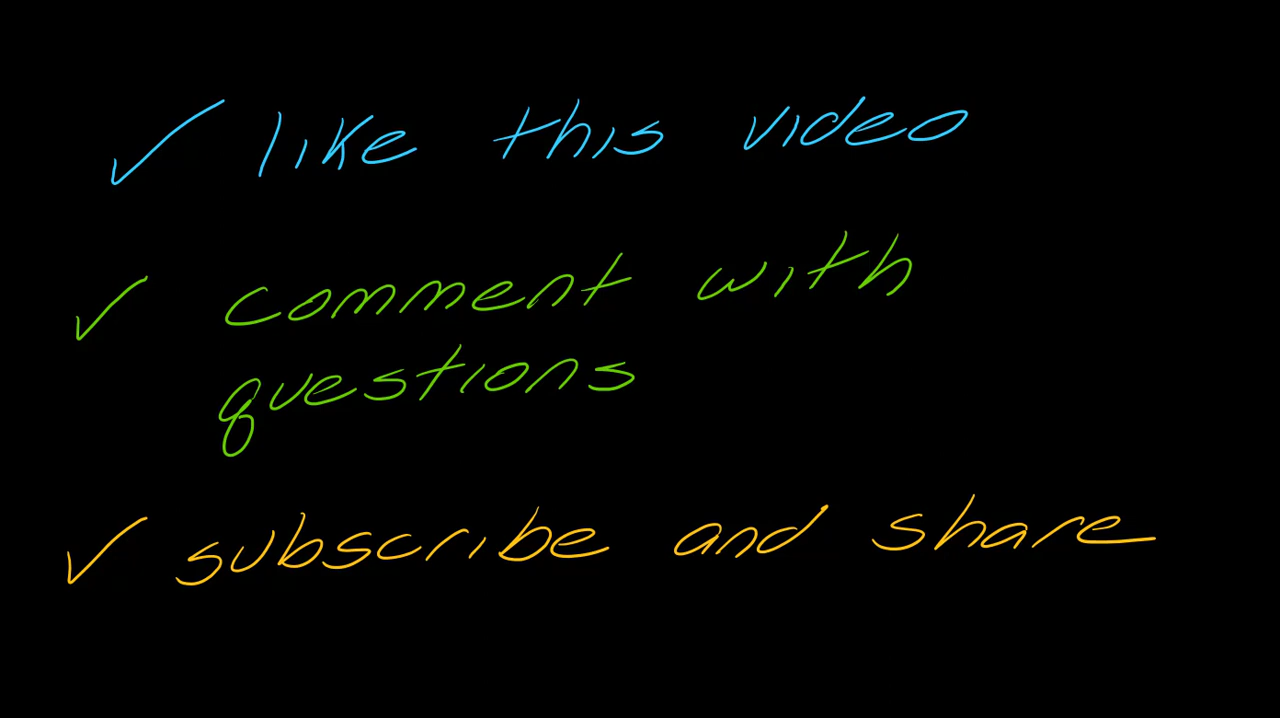 ✓ like this video
✓ comment with
questions
✓ subscribe and share